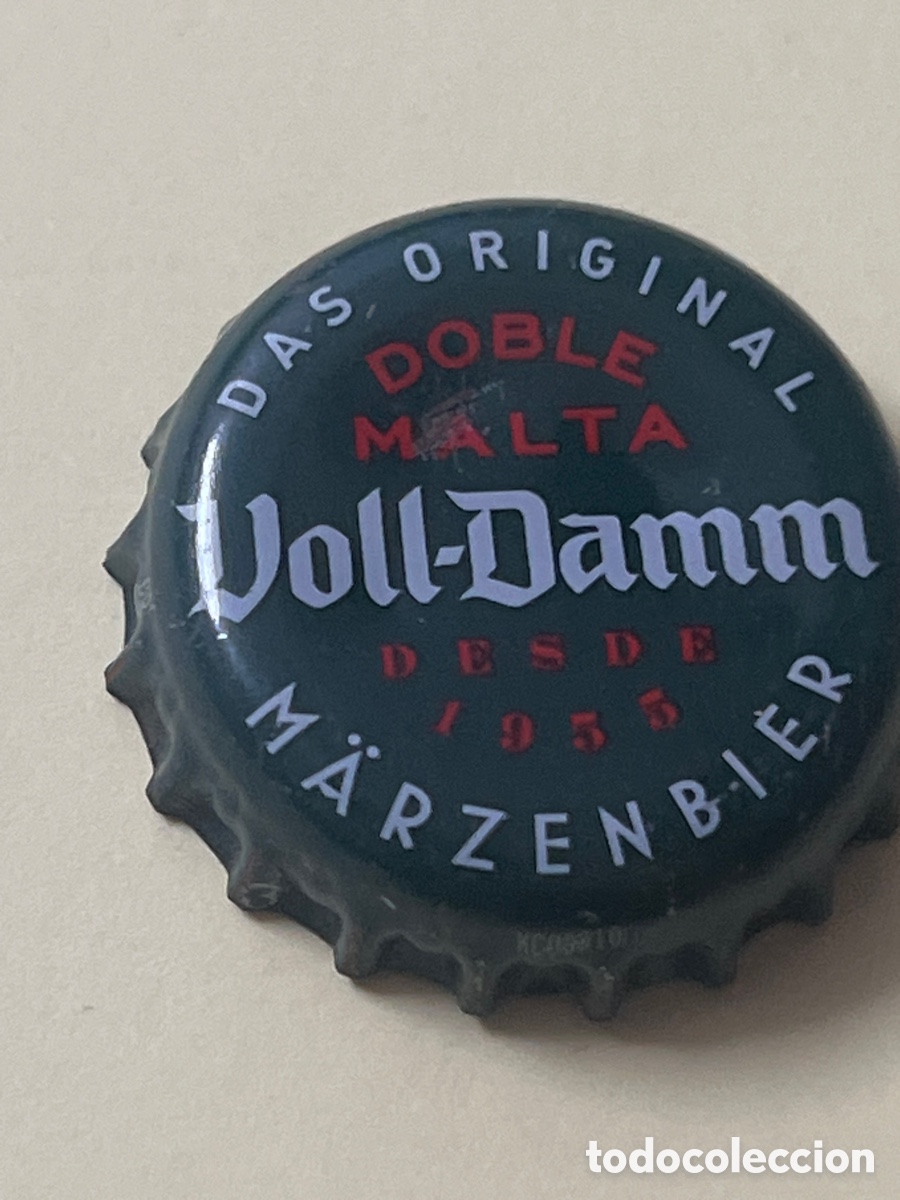 DAS ORIGINAL
DOBLE
MALTA
Voll-Damm
DESDE
1955
MÄRZENBIER
todocoleccion